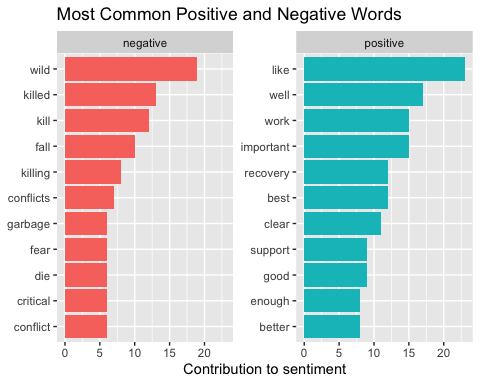 Most Common Positive and Negative Words
negative
wild
killed
kill
fall
killing
conflicts
garbage
fear
die
critical
conflict
0 5 10 15 20
positive
like
well
work
important
recovery
best
clear
support
good
enough
better
0 5 10 15 20
Contribution to sentiment